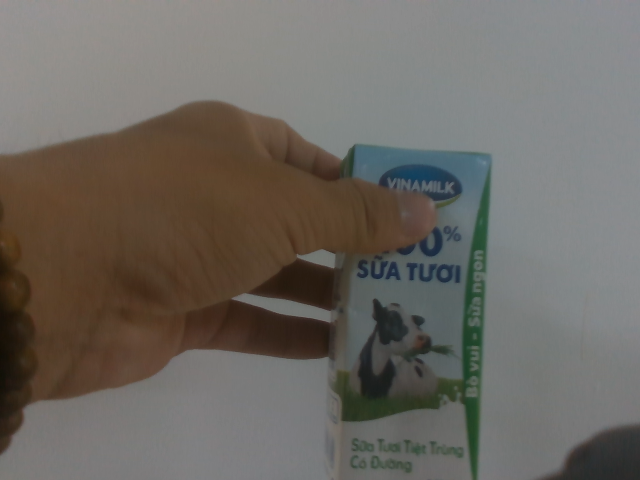 VINAMILK
%
SỮA TƯƠI
Bò vui - Sữa ngon
Sữa Tươi Tiệt Trùng
Có Đường